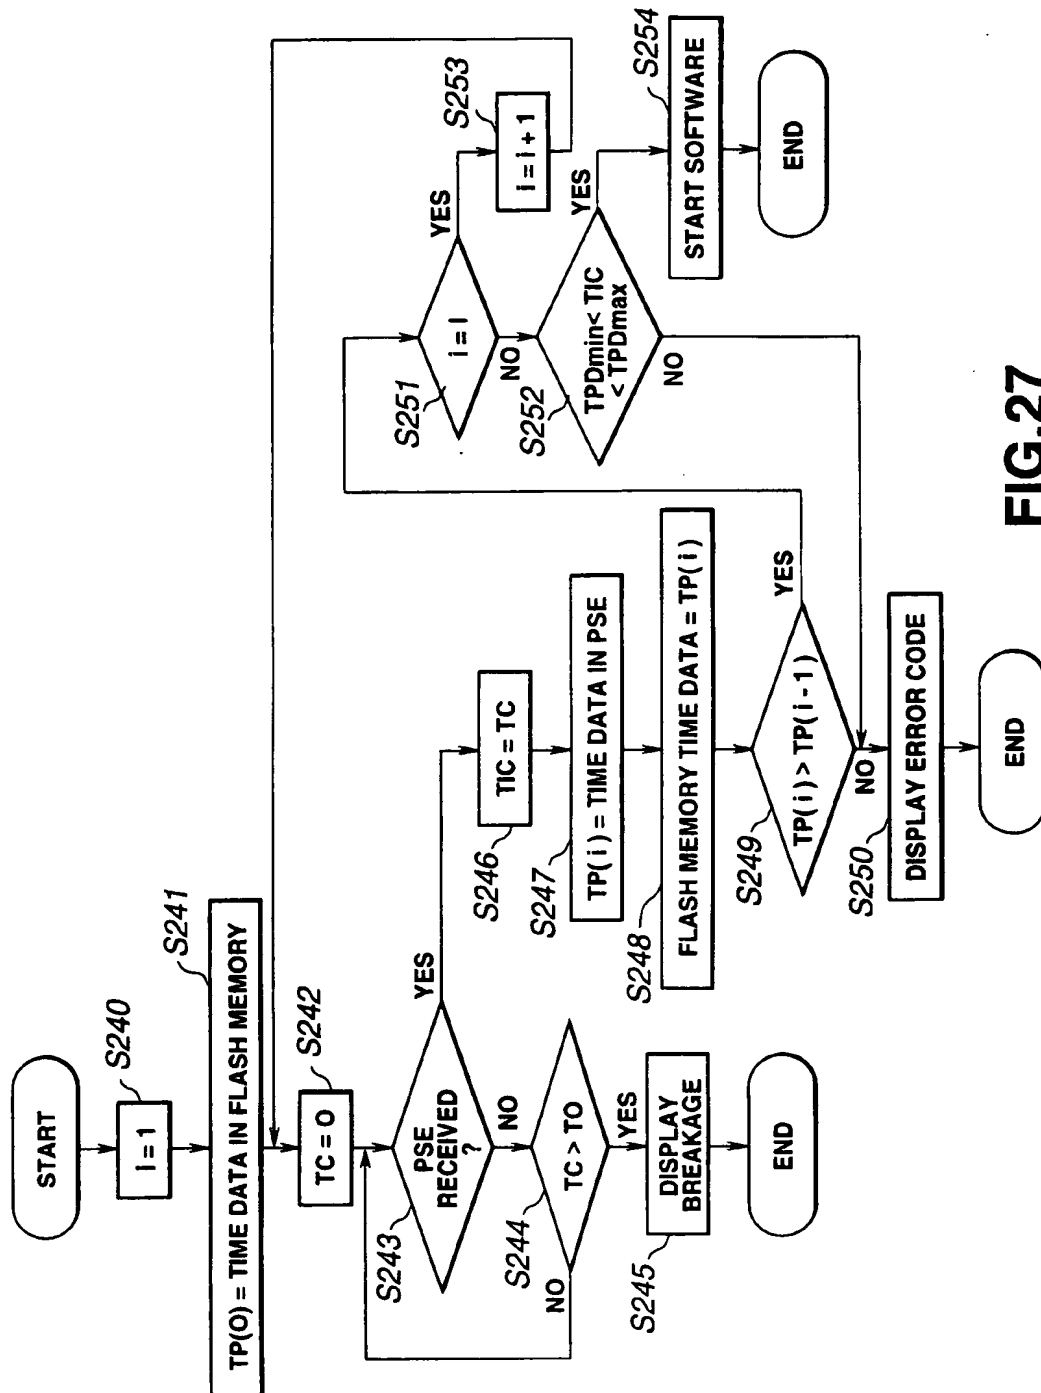 START
S240
i = 1
S241
TP(0) = TIME DATA IN FLASH MEMORY
S242
TC = 0
S243
PSE
RECEIVED
?
YES
NO
S244
TC > TO
NO
YES
S245
DISPLAY
BREAKAGE
END
S246
TIC = TC
S247
TP( i ) = TIME DATA IN PSE
S248
FLASH MEMORY TIME DATA = TP( i )
S249
TP( i ) > TP( i - 1 )
YES
NO
S250
DISPLAY ERROR CODE
END
S251
i = I
YES
NO
S253
i = i + 1
S252
TPDmin < TIC
< TPDmax
YES
NO
S254
START SOFTWARE
END
FIG.27